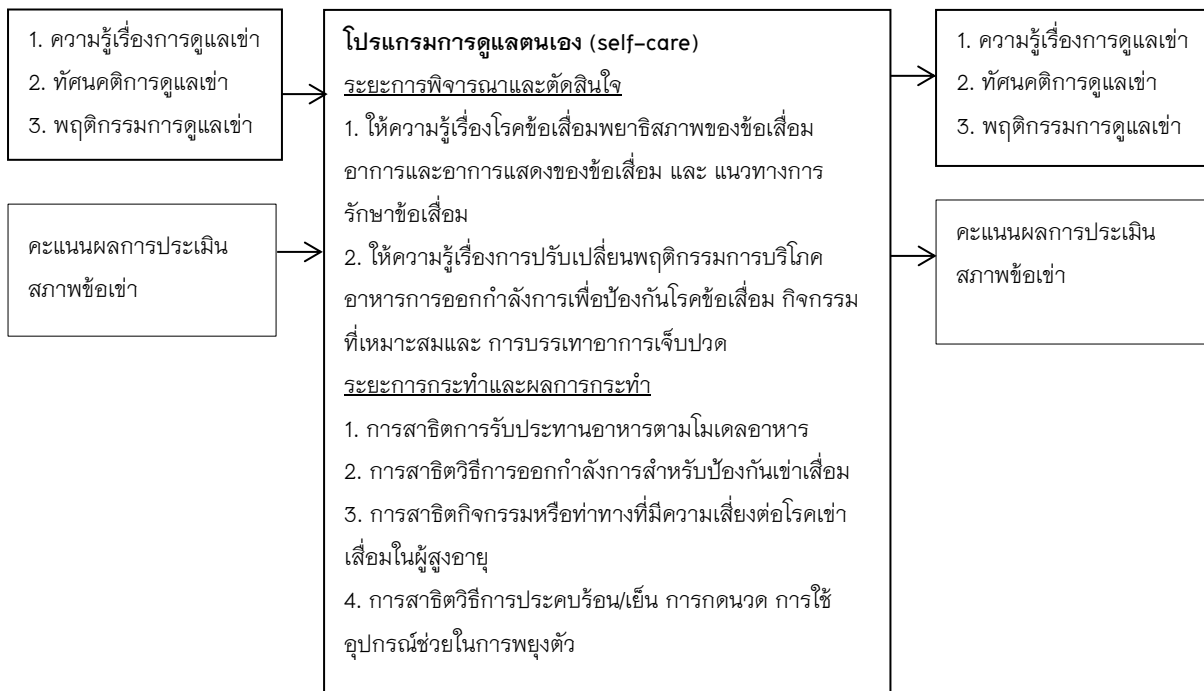 1. ความรู้เรื่องการดูแลเข่า
2. ทัศนคติการดูแลเข่า
3. พฤติกรรมการดูแลเข่า
คะแนนผลการประเมิน
สภาพข้อเข่า
โปรแกรมการดูแลตนเอง (self-care)
ระยะการพิจารณาและตัดสินใจ
1. ให้ความรู้เรื่องโรคข้อเสื่อมพยาธิสภาพของข้อเสื่อม
อาการและอาการแสดงของข้อเสื่อม และ แนวทางการ
รักษาข้อเสื่อม
2. ให้ความรู้เรื่องการปรับเปลี่ยนพฤติกรรมการบริโภค
อาหารการออกกำลังการเพื่อป้องกันโรคข้อเสื่อม กิจกรรม
ที่เหมาะสมและ การบรรเทาอาการเจ็บปวด
ระยะการกระทำและผลการกระทำ
1. การสาธิตการรับประทานอาหารตามโมเดลอาหาร
2. การสาธิตวิธีการออกกำลังการสำหรับป้องกันเข่าเสื่อม
3. การสาธิตกิจกรรมหรือท่าทางที่มีความเสี่ยงต่อโรคเข่า
เสื่อมในผู้สูงอายุ
4. การสาธิตวิธีการประคบร้อน/เย็น การกดนวด การใช้
อุปกรณ์ช่วยในการพยุงตัว
1. ความรู้เรื่องการดูแลเข่า
2. ทัศนคติการดูแลเข่า
3. พฤติกรรมการดูแลเข่า
คะแนนผลการประเมิน
สภาพข้อเข่า